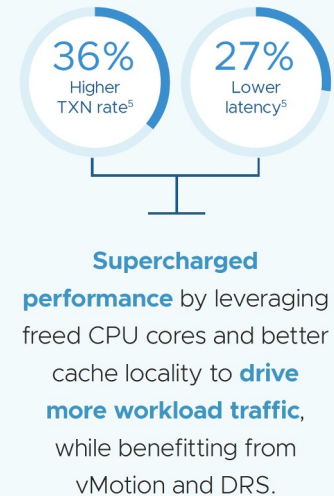 36%
Higher
TXN rate⁵
27%
Lower
latency⁵
Supercharged
performance by leveraging
freed CPU cores and better
cache locality to drive
more workload traffic,
while benefitting from
vMotion and DRS.